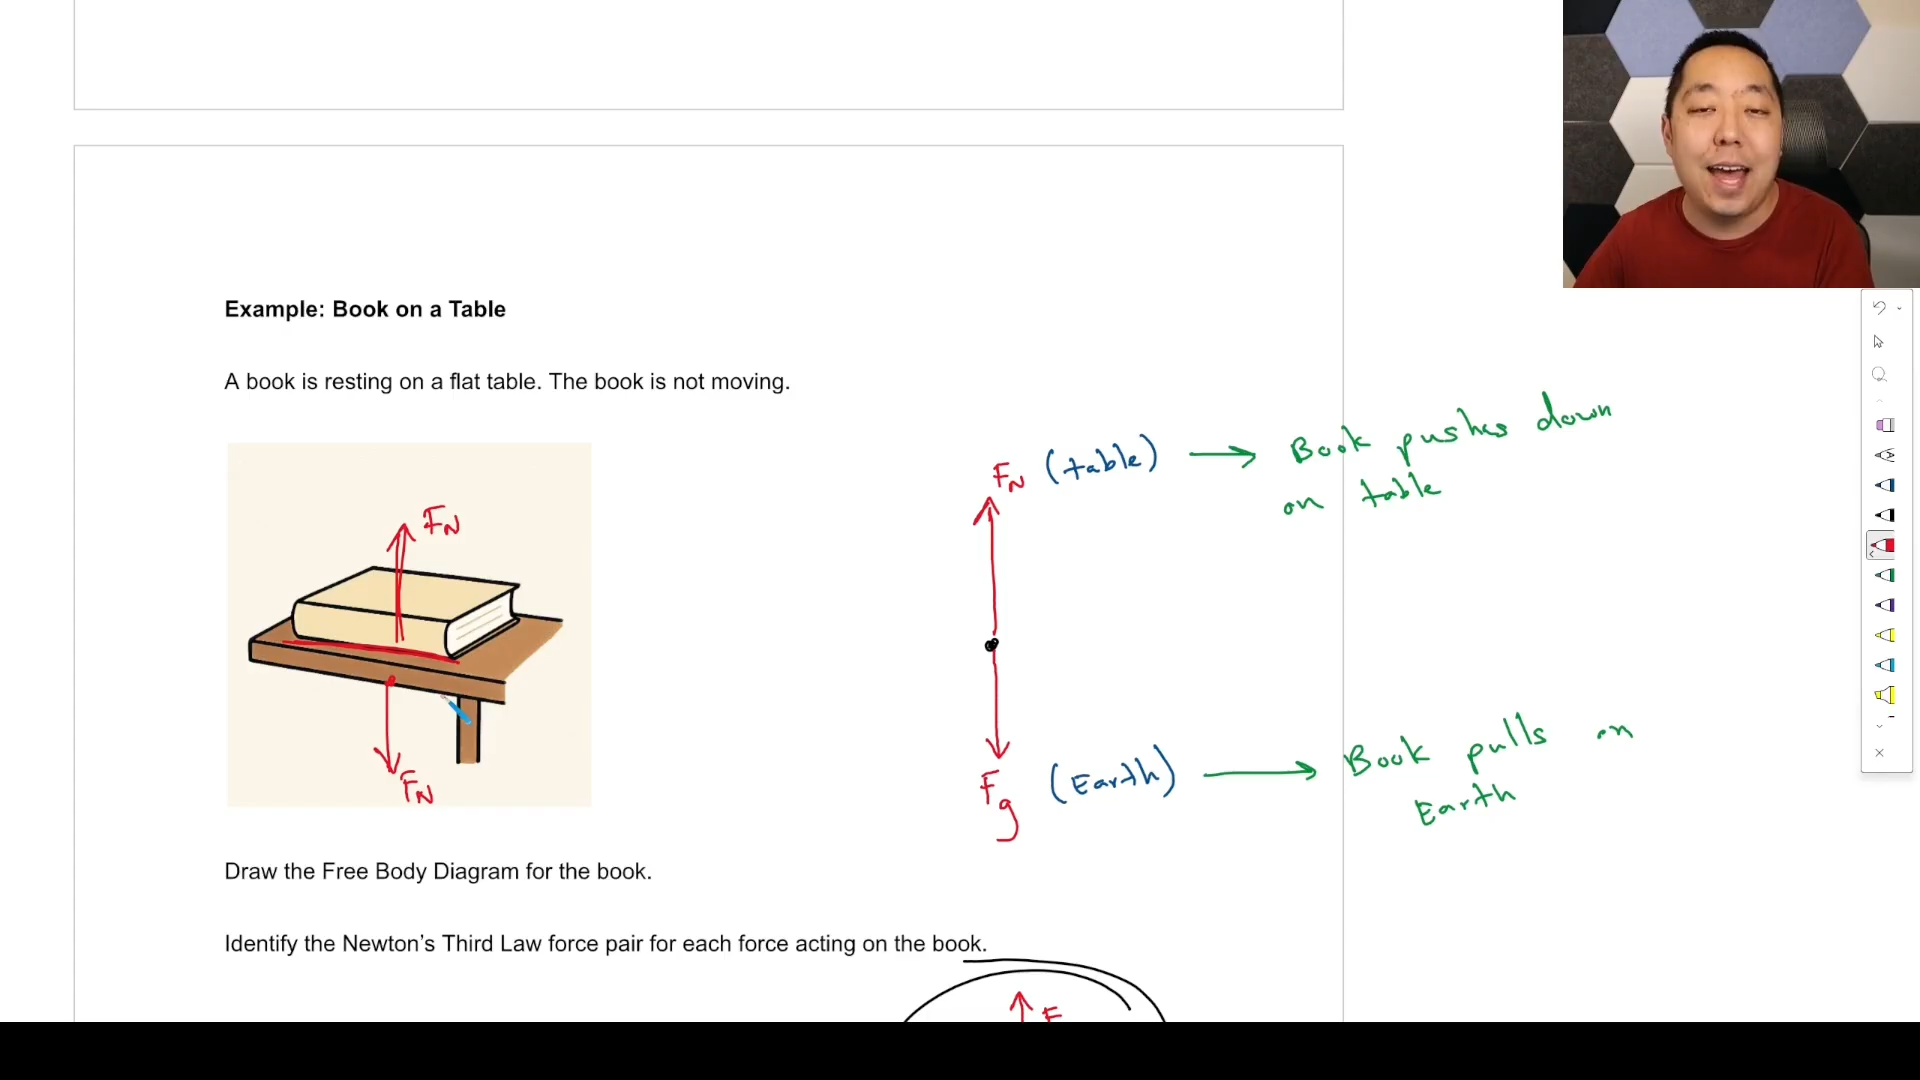 Example: Book on a Table
A book is resting on a flat table. The book is not moving.
FN
FN
FN (table) → Book pushes down
on table
Fg (Earth) → Book pulls on
Earth
Draw the Free Body Diagram for the book.
Identify the Newton's Third Law force pair for each force acting on the book.
F